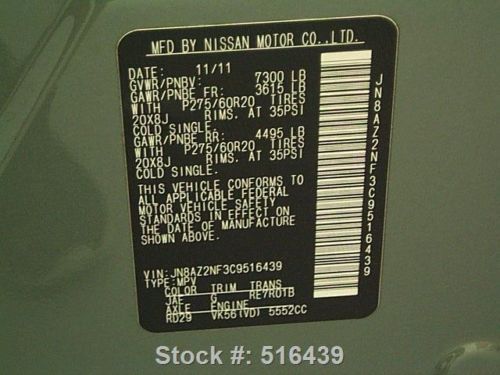 MFD BY NISSAN MOTOR CO.,LTD.
DATE: 11/11
GVWR/PNBV: 7300 LB
GAWR/PNBE FR: 3615 LB
WITH P275/60R20 TIRES
20X8J RIMS. AT 35PSI
COLD SINGLE.
GAWR/PNBE RR: 4495 LB
WITH P275/60R20 TIRES
20X8J RIMS. AT 35PSI
COLD SINGLE.
THIS VEHICLE CONFORMS TO
ALL APPLICABLE FEDERAL
MOTOR VEHICLE SAFETY
STANDARDS IN EFFECT ON
THE DATE OF MANUFACTURE
SHOWN ABOVE.
VIN: JN8AZ2NF3C9516439
TYPE: MPV
COLOR TRIM TRANS
JAE G RE7R01B
AXLE ENGINE
RD29 VK56(VD) 5552CC
JN8AZ2NF3C9516439
Stock #: 516439